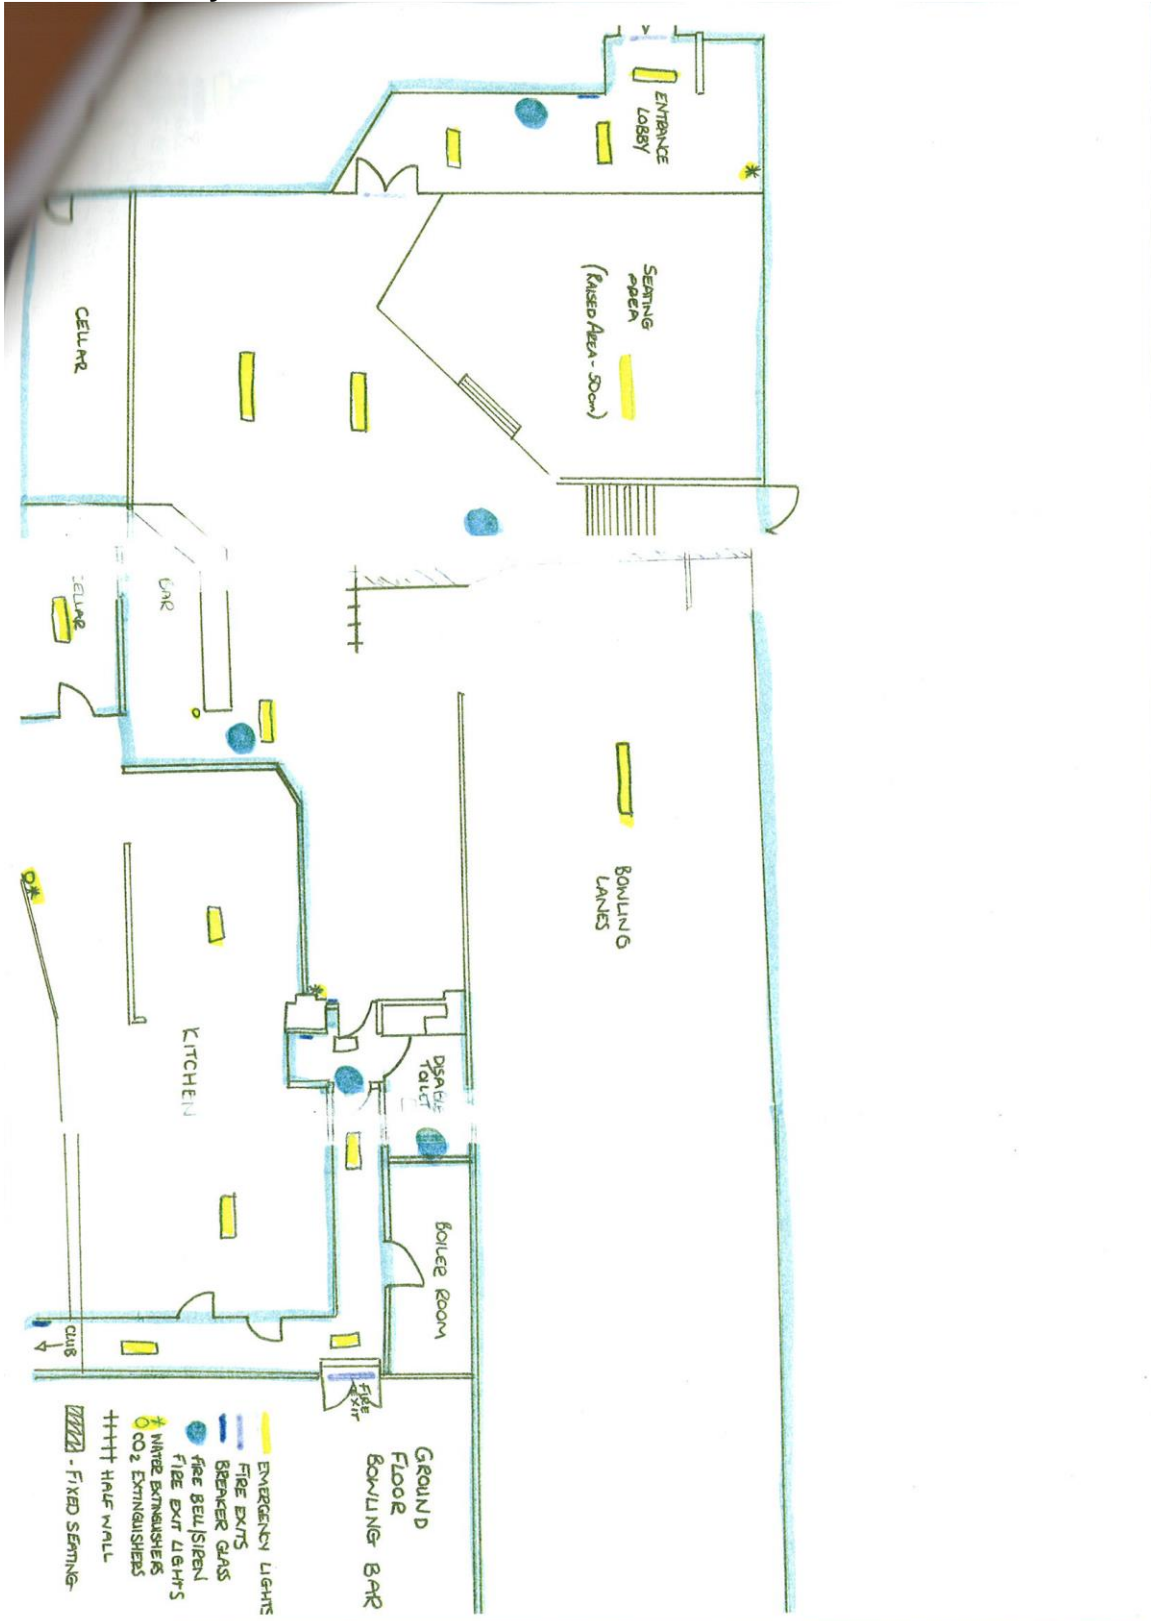 ENTRANCE
LOBBY
SEATING
AREA
(RAISED AREA - 50cm)
CELLAR
CELLAR
BAR
BOWLING
LANES
KITCHEN
DISABLE
TOILET
BOILER ROOM
CLUB
FIRE
EXIT
GROUND
FLOOR
BOWLING BAR
EMERGENCY LIGHTS
FIRE EXITS
BREAKER GLASS
FIRE BELL/SIREN
FIRE EXIT LIGHTS
WATER EXTINGUISHERS
CO2 EXTINGUISHERS
HALF WALL
- FIXED SEATING